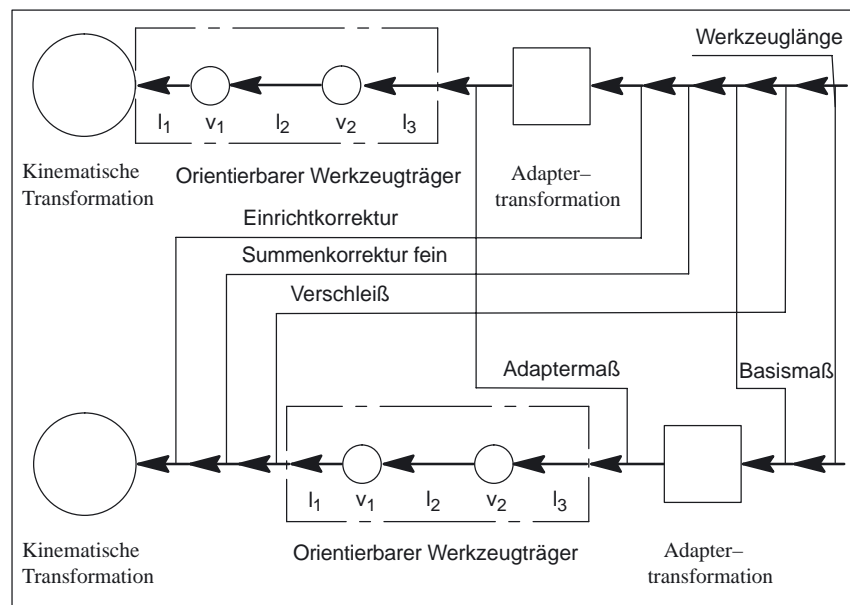 Werkzeuglänge
l1 v1 l2 v2 l3
Kinematische
Transformation
Orientierbarer Werkzeugträger
Adapter–
transformation
Einrichtkorrektur
Summenkorrektur fein
Verschleiß
Adaptermaß
Basismaß
l1 v1 l2 v2 l3
Kinematische
Transformation
Orientierbarer Werkzeugträger
Adapter–
transformation